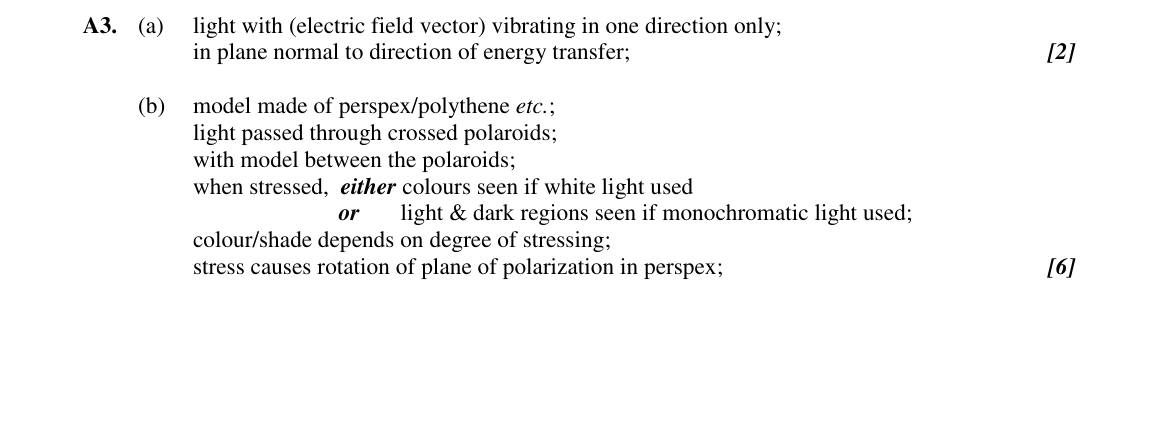 A3. (a) light with (electric field vector) vibrating in one direction only;
in plane normal to direction of energy transfer; [2]
(b) model made of perspex/polythene etc.;
light passed through crossed polaroids;
with model between the polaroids;
when stressed, either colours seen if white light used
or light & dark regions seen if monochromatic light used;
colour/shade depends on degree of stressing;
stress causes rotation of plane of polarization in perspex; [6]